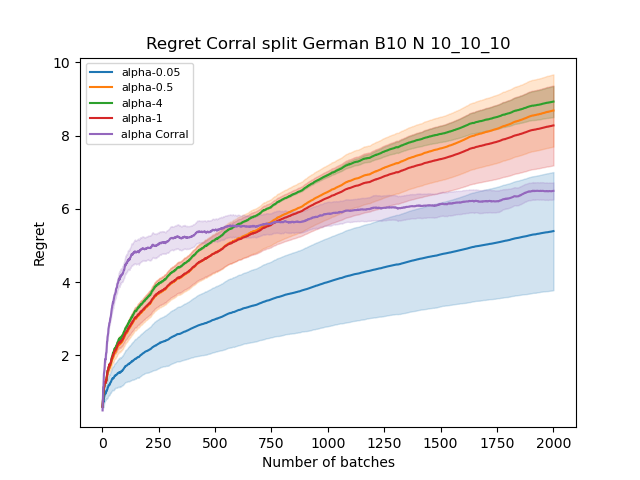 Regret Corral split German B10 N 10_10_10
10
8
6
4
2
Regret
alpha-0.05
alpha-0.5
alpha-4
alpha-1
alpha Corral
0 250 500 750 1000 1250 1500 1750 2000
Number of batches